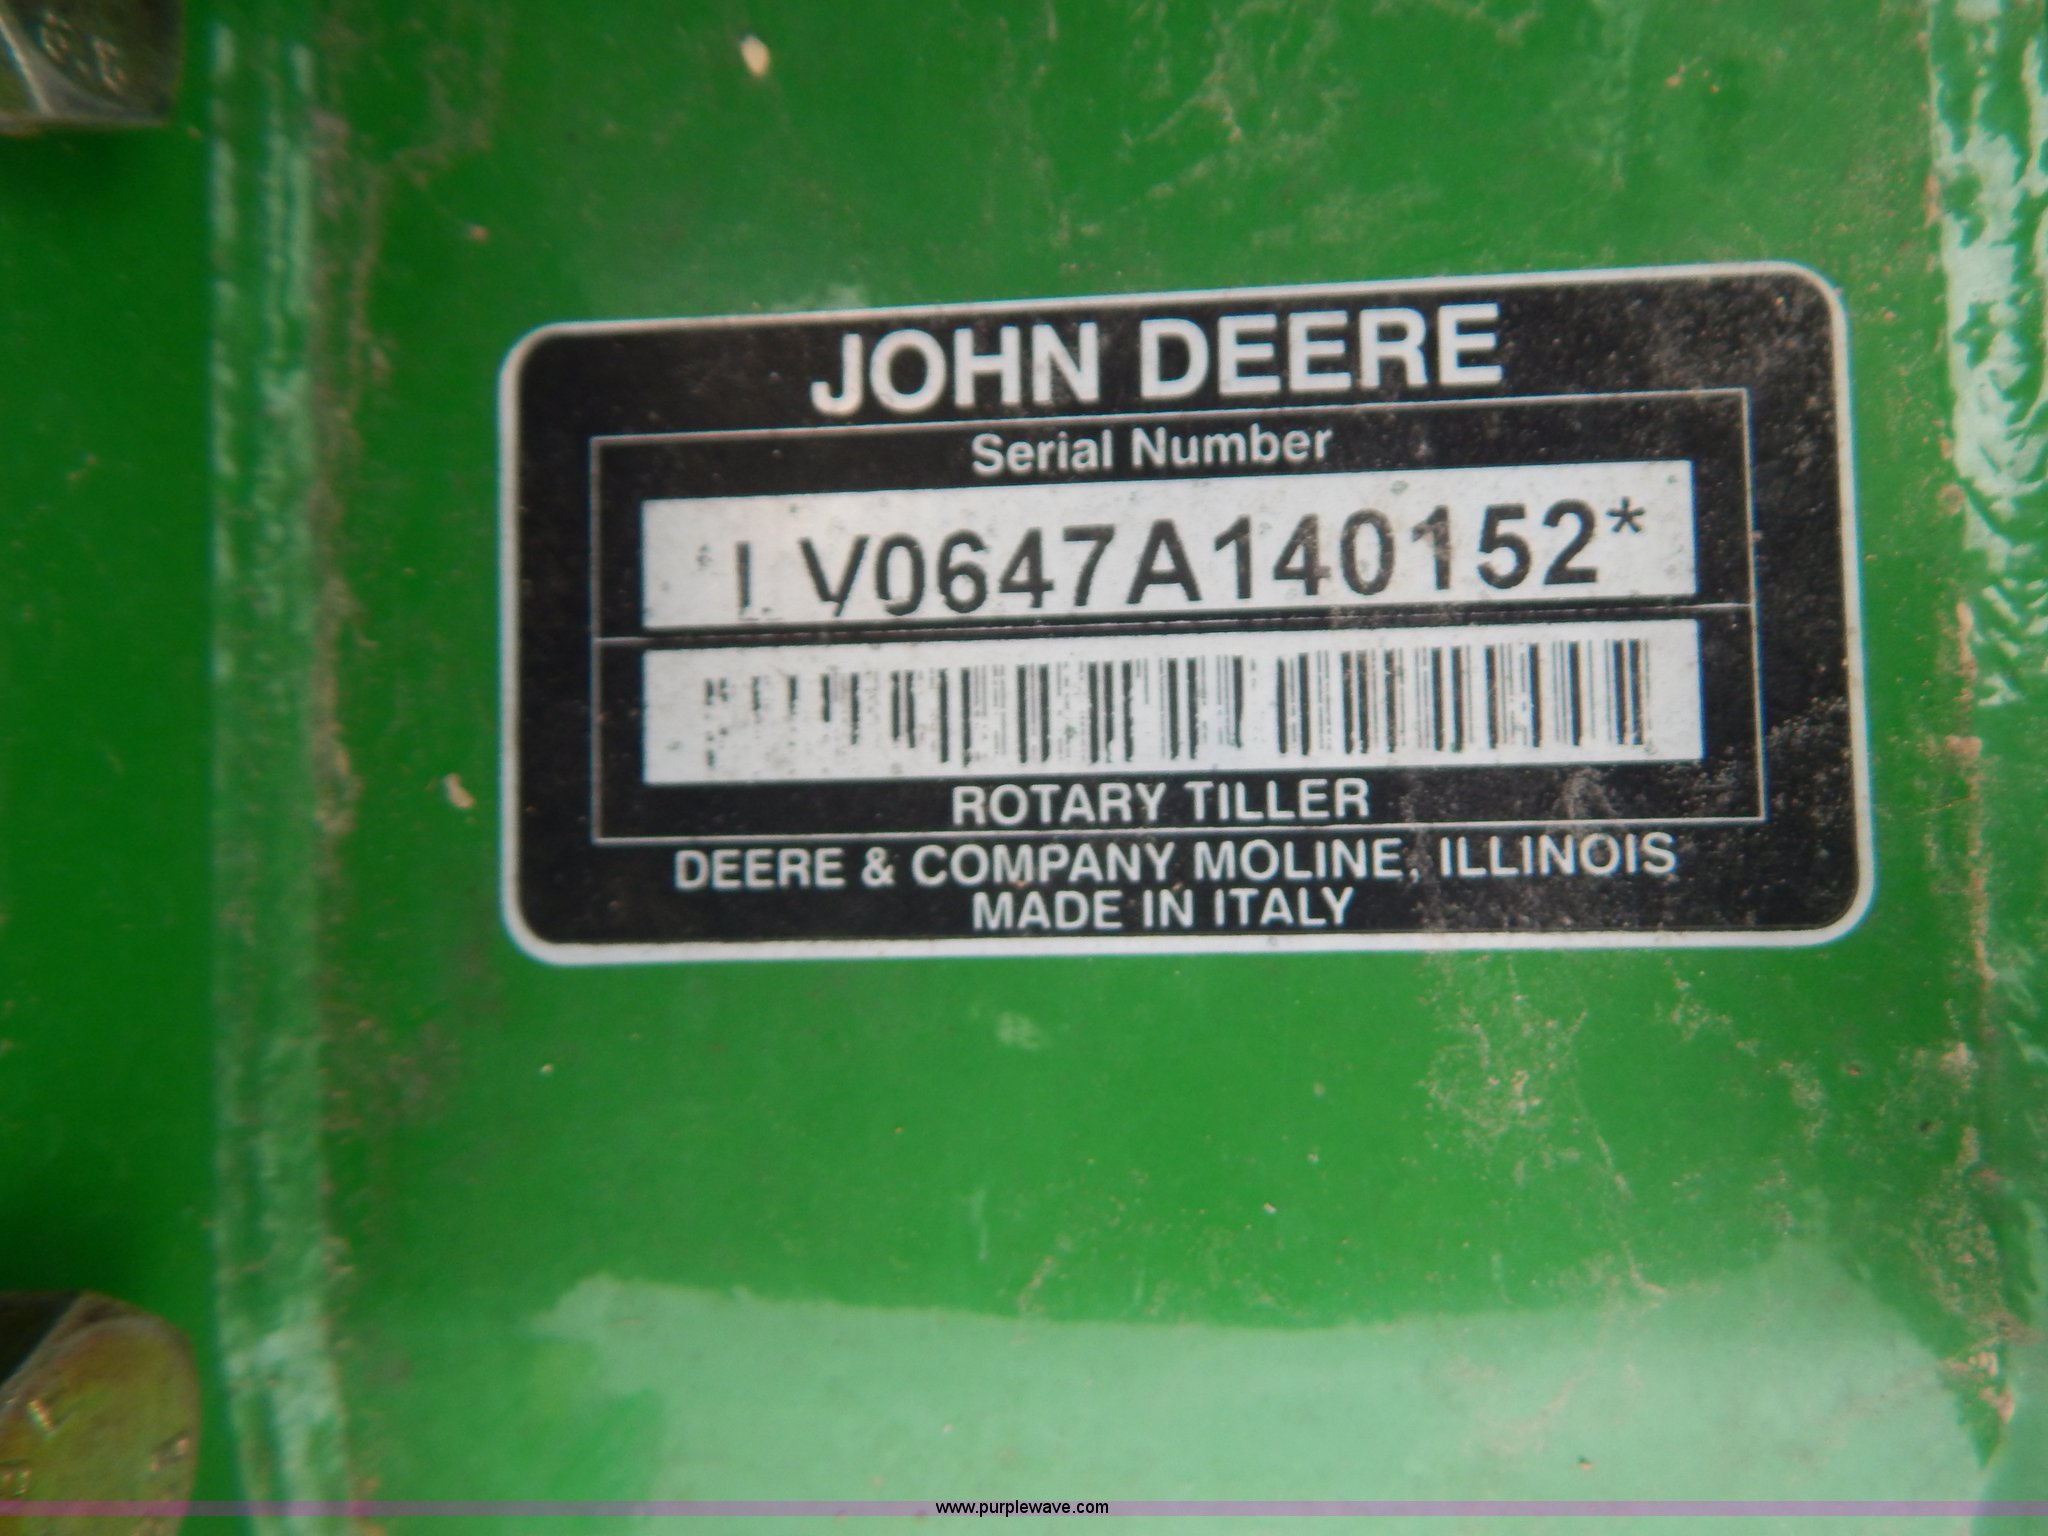 JOHN DEERE
Serial Number
*LV0647A140152*
ROTARY TILLER
DEERE & COMPANY MOLINE, ILLINOIS
MADE IN ITALY
www.purplewave.com